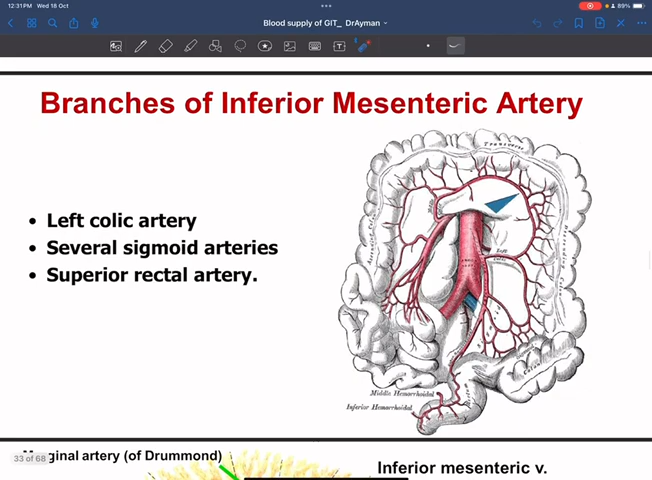 12:31PM Wed 18 Oct
89%
Blood supply of GIT_ DrAyman
Branches of Inferior Mesenteric Artery
• Left colic artery
• Several sigmoid arteries
• Superior rectal artery.
Transverse
Left
Colic
Middle Hemorrhoidal
Inferior Hemorrhoidal
33 of 68
ginal artery (of Drummond)
Inferior mesenteric v.